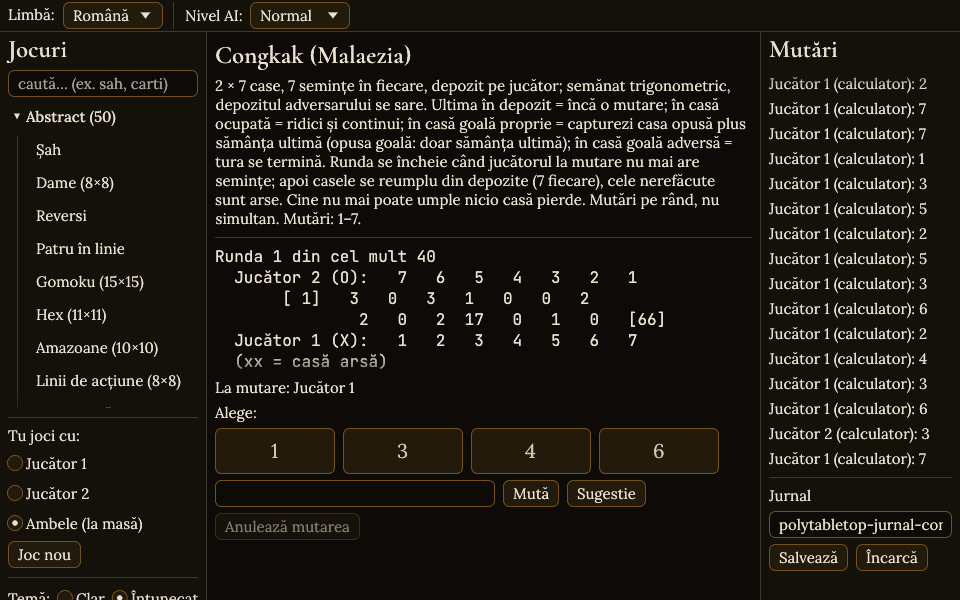 Limbă: Română ▼ Nivel AI: Normal ▼
Jocuri
caută... (ex. sah, carti)
▼ Abstract (50)
Șah
Dame (8×8)
Reversi
Patru în linie
Gomoku (15×15)
Hex (11×11)
Amazoane (10×10)
Linii de acțiune (8×8)
Tu joci cu:
Jucător 1
Jucător 2
Ambele (la masă)
Joc nou
Temă: Clar Întunecat
Congkak (Malaezia)
2 × 7 case, 7 semințe în fiecare, depozit pe jucător; semănat trigonometric,
depozitul adversarului se sare. Ultima în depozit = încă o mutare; în casă
ocupată = ridici și continui; în casă goală proprie = capturezi casa opusă plus
sămânța ultimă (opusa goală: doar sămânța ultimă); în casă goală adversă =
tura se termină. Runda se încheie când jucătorul la mutare nu mai are
semințe; apoi casele se reumplu din depozite (7 fiecare), cele nerefăcute
sunt arse. Cine nu mai poate umple nicio casă pierde. Mutări pe rând, nu
simultan. Mutări: 1–7.
Runda 1 din cel mult 40
Jucător 2 (O): 7 6 5 4 3 2 1
[ 1] 3 0 3 1 0 0 2
2 0 2 17 0 1 0 [66]
Jucător 1 (X): 1 2 3 4 5 6 7
(xx = casă arsă)
La mutare: Jucător 1
Alege:
1 3 4 6
Mută Sugestie
Anulează mutarea
Mutări
Jucător 1 (calculator): 2
Jucător 1 (calculator): 7
Jucător 1 (calculator): 7
Jucător 1 (calculator): 1
Jucător 1 (calculator): 3
Jucător 1 (calculator): 5
Jucător 1 (calculator): 2
Jucător 1 (calculator): 5
Jucător 1 (calculator): 3
Jucător 1 (calculator): 6
Jucător 1 (calculator): 2
Jucător 1 (calculator): 4
Jucător 1 (calculator): 3
Jucător 1 (calculator): 6
Jucător 2 (calculator): 3
Jucător 1 (calculator): 7
Jurnal
polytabletop-jurnal-cor
Salvează Încarcă